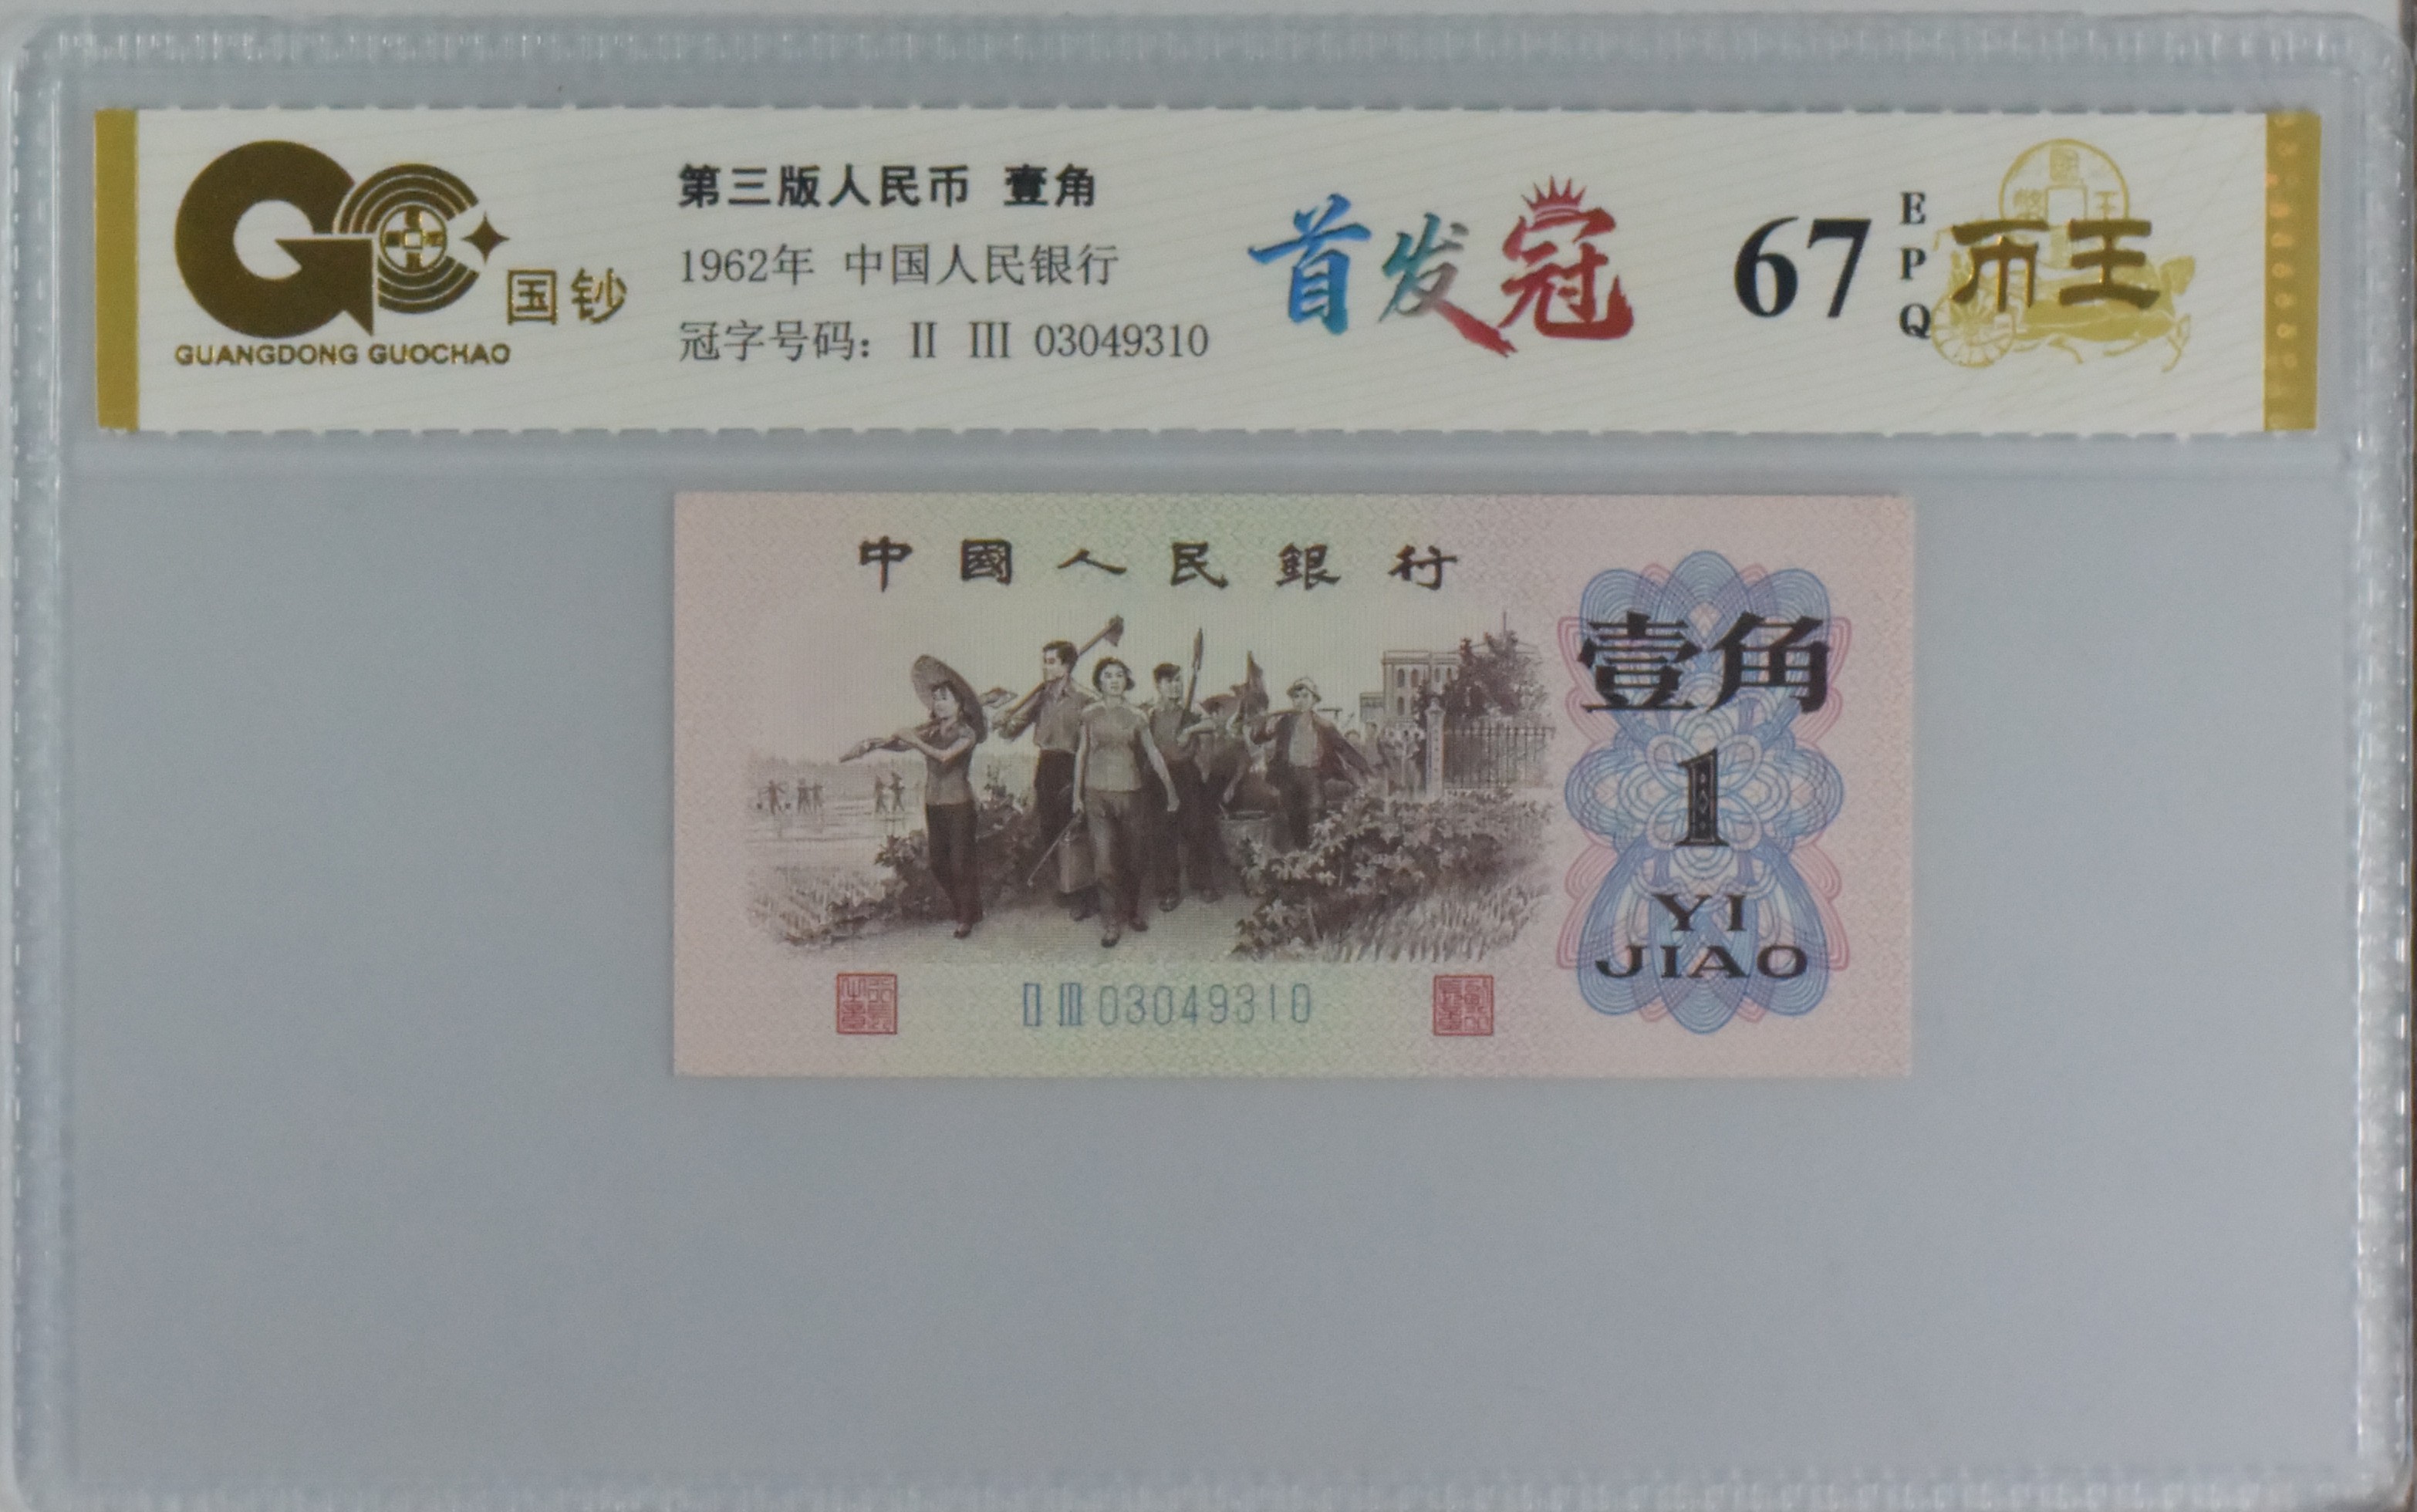 国钞
GUANGDONG GUOCHAO
第三版人民币 壹角
1962年 中国人民银行
冠字号码：Ⅱ Ⅲ 03049310
首发冠
67
EPQ
币王
中國人民銀行
壹角
1
YI
JIAO
Ⅱ Ⅲ 03049310